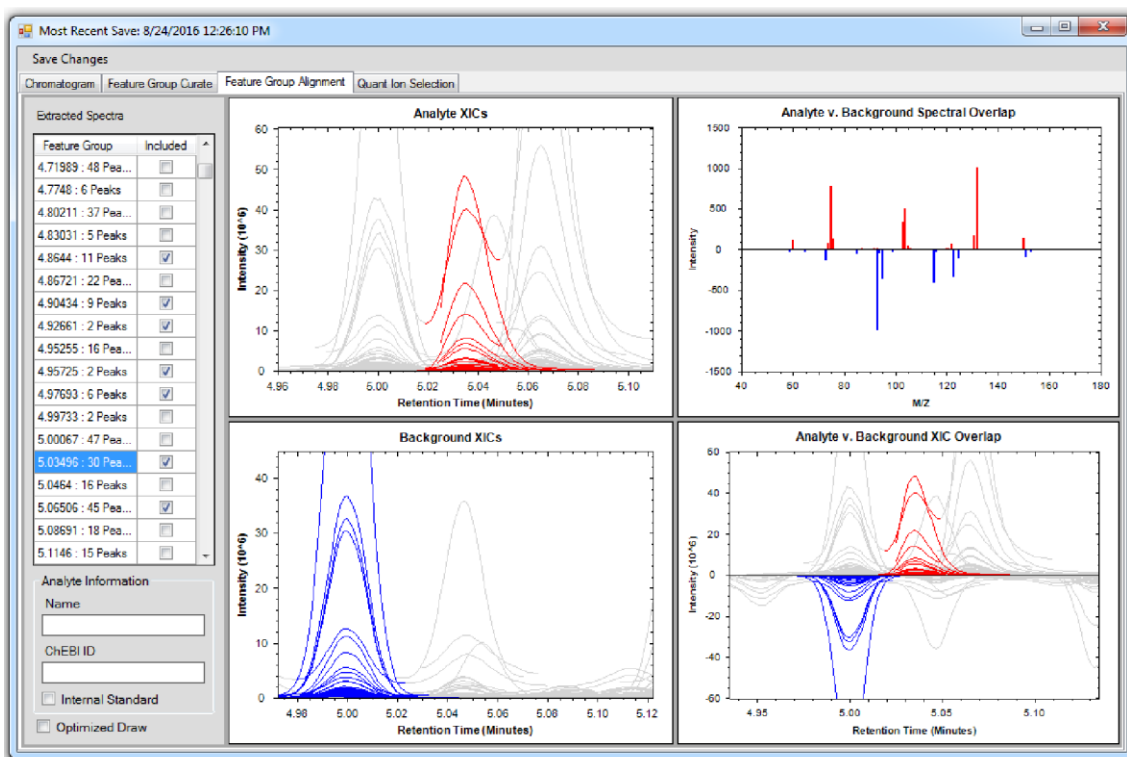 Most Recent Save: 8/24/2016 12:26:10 PM
Save Changes
Chromatogram Feature Group Curate Feature Group Alignment Quant Ion Selection
Extracted Spectra
Feature Group Included
4.71989 : 48 Pea...
4.7748 : 6 Peaks
4.80211 : 37 Pea...
4.83031 : 5 Peaks
4.8644 : 11 Peaks
4.86721 : 22 Pea...
4.90434 : 9 Peaks
4.92661 : 2 Peaks
4.95255 : 16 Pea...
4.95725 : 2 Peaks
4.97693 : 6 Peaks
4.99733 : 2 Peaks
5.00067 : 47 Pea...
5.03496 : 30 Pea...
5.0464 : 16 Peaks
5.06506 : 45 Pea...
5.08691 : 18 Pea...
5.1146 : 15 Peaks
Analyte Information
Name
ChEBI ID
Internal Standard
Optimized Draw
Analyte XICs
Intensity (10^6)
60
50
40
30
20
10
0
4.96 4.98 5.00 5.02 5.04 5.06 5.08 5.10
Retention Time (Minutes)
Analyte v. Background Spectral Overlap
Intensity
1500
1000
500
0
-500
-1000
-1500
40 60 80 100 120 140 160 180
M/Z
Background XICs
Intensity (10^6)
40
30
20
10
0
4.98 5.00 5.02 5.04 5.06 5.08 5.10 5.12
Retention Time (Minutes)
Analyte v. Background XIC Overlap
Intensity (10^6)
60
40
20
0
-20
-40
-60
4.95 5.00 5.05 5.10
Retention Time (Minutes)